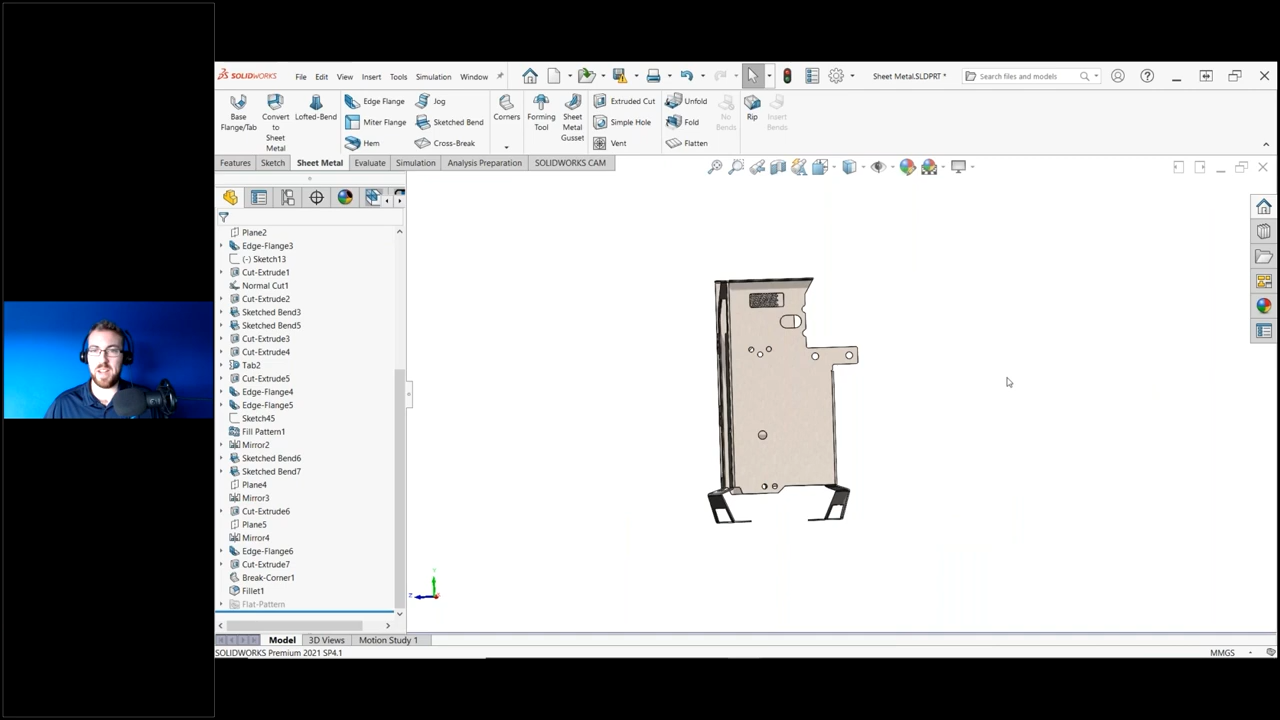 SOLIDWORKS File Edit View Insert Tools Simulation Window Sheet Metal.SLDPRT * Search files and models
Base Flange/Tab
Convert to Sheet Metal
Lofted-Bend
Edge Flange
Miter Flange
Hem
Jog
Sketched Bend
Cross-Break
Corners
Forming Tool
Sheet Metal Gusset
Extruded Cut
Simple Hole
Vent
Unfold
Fold
Flatten
No Bends
Rip
Insert Bends
Features Sketch Sheet Metal Evaluate Simulation Analysis Preparation SOLIDWORKS CAM
Plane2
Edge-Flange3
(-) Sketch13
Cut-Extrude1
Normal Cut1
Cut-Extrude2
Sketched Bend3
Sketched Bend5
Cut-Extrude3
Cut-Extrude4
Tab2
Cut-Extrude5
Edge-Flange4
Edge-Flange5
Sketch45
Fill Pattern1
Mirror2
Sketched Bend6
Sketched Bend7
Plane4
Mirror3
Cut-Extrude6
Plane5
Mirror4
Edge-Flange6
Cut-Extrude7
Break-Corner1
Fillet1
Flat-Pattern
Model 3D Views Motion Study 1
SOLIDWORKS Premium 2021 SP4.1 MMGS